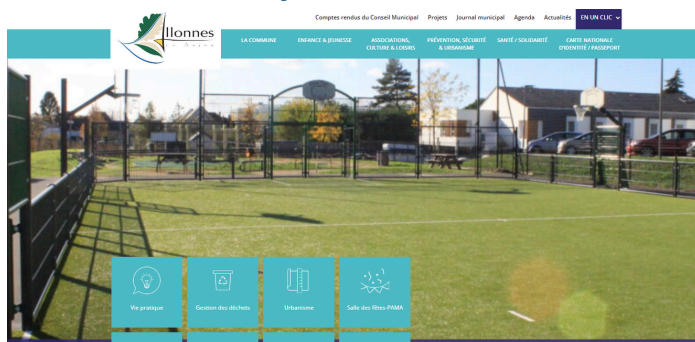 Comptes rendus du Conseil Municipal Projets Journal municipal Agenda Actualités EN UN CLIC
Allonnes
en Anjou
LA COMMUNE ENFANCE & JEUNESSE ASSOCIATIONS, CULTURE & LOISIRS PRÉVENTION, SÉCURITÉ & URBANISME SANTÉ / SOLIDARITÉ CARTE NATIONALE D'IDENTITÉ / PASSEPORT
Vie pratique Gestion des déchets Urbanisme Salle des fêtes-PAMA